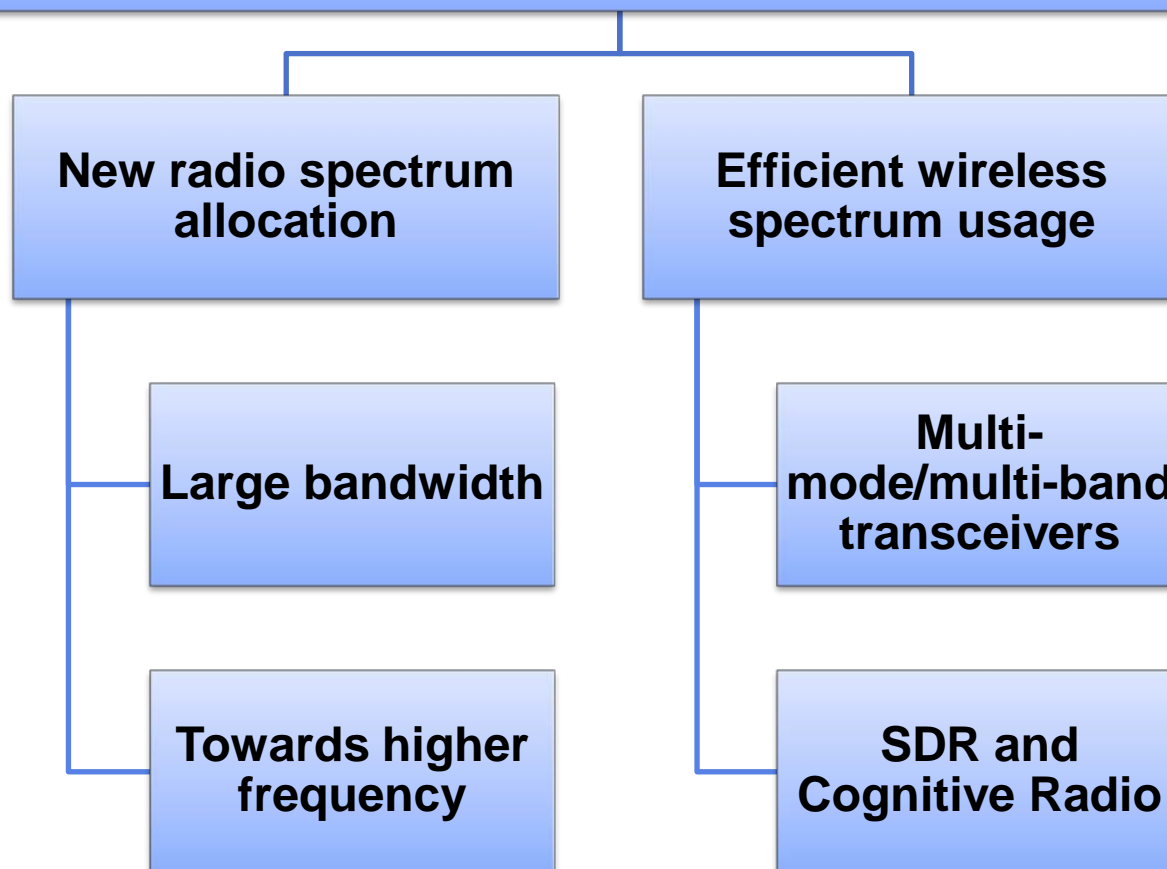 New radio spectrum
allocation
Efficient wireless
spectrum usage
Large bandwidth
Multi-
mode/multi-band
transceivers
Towards higher
frequency
SDR and
Cognitive Radio